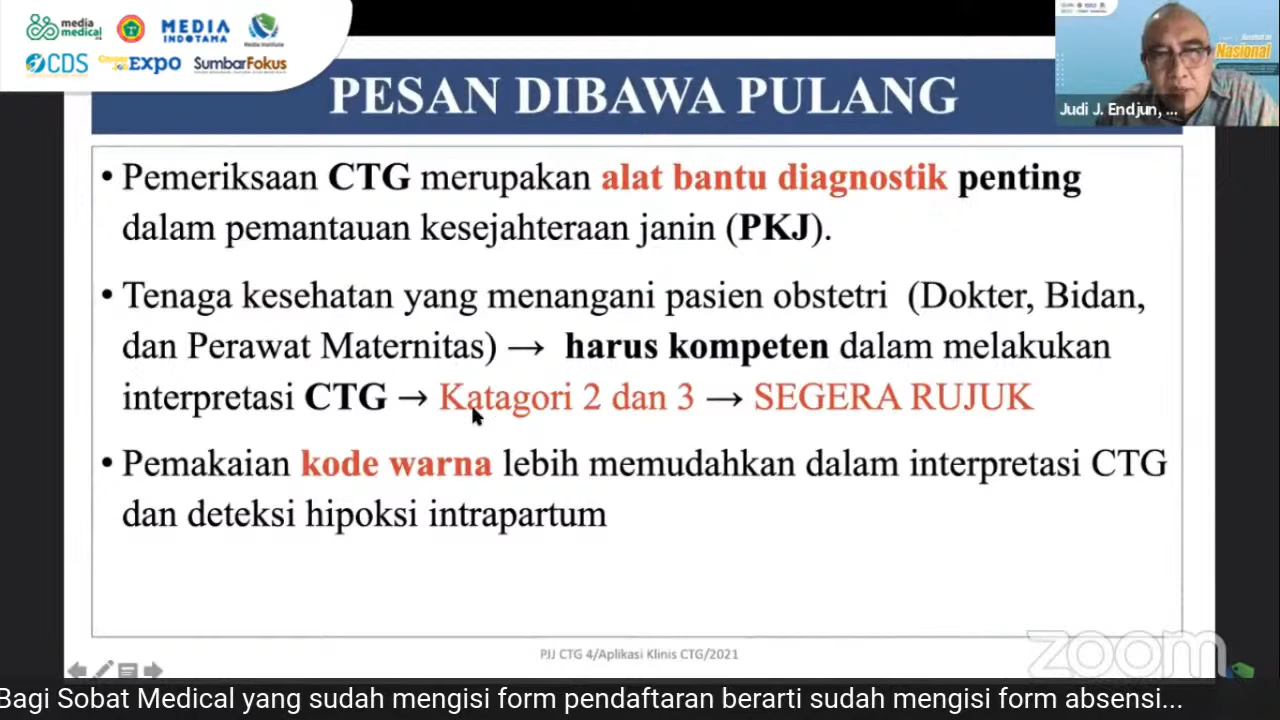 media
medical
MEDIA
INDOTAMA
Media Institute
CDS
Expo
SumbarFokus
Nasional
Judi J. Endjun, ...
PESAN DIBAWA PULANG
• Pemeriksaan CTG merupakan alat bantu diagnostik penting
dalam pemantauan kesejahteraan janin (PKJ).
• Tenaga kesehatan yang menangani pasien obstetri (Dokter, Bidan,
dan Perawat Maternitas) → harus kompeten dalam melakukan
interpretasi CTG → Katagori 2 dan 3 → SEGERA RUJUK
• Pemakaian kode warna lebih memudahkan dalam interpretasi CTG
dan deteksi hipoksi intrapartum
PJJ CTG 4/Aplikasi Klinis CTG/2021
zoom
Bagi Sobat Medical yang sudah mengisi form pendaftaran berarti sudah mengisi form absensi...